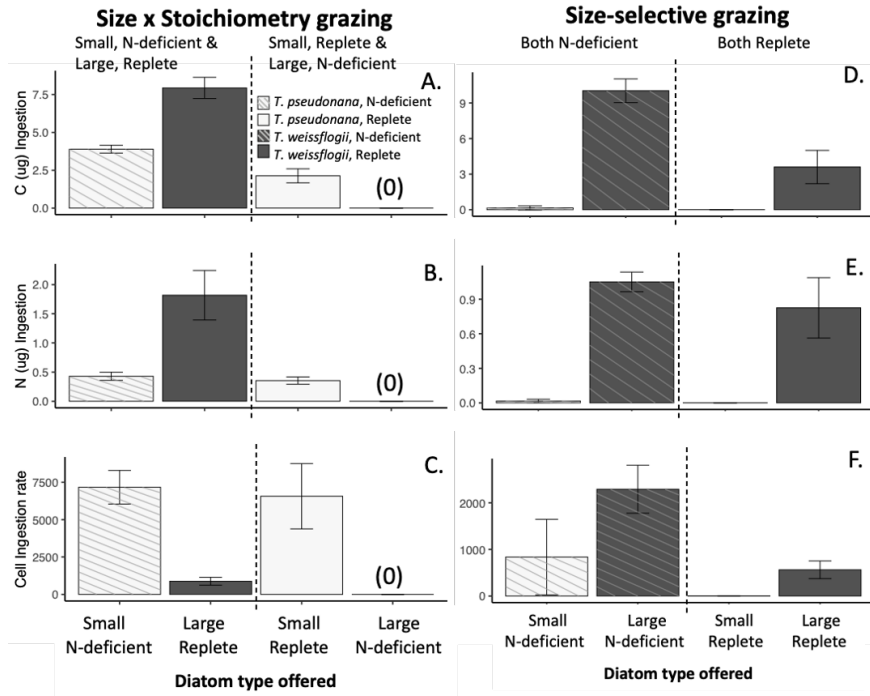 Size x Stoichiometry grazing
Small, N-deficient &
Large, Replete
Small, Replete &
Large, N-deficient
A.
C (ug) Ingestion
7.5
5.0
2.5
0.0
T. pseudonana, N-deficient
T. pseudonana, Replete
T. weissflogii, N-deficient
T. weissflogii, Replete
(0)
B.
N (ug) Ingestion
2.0
1.5
1.0
0.5
0.0
(0)
C.
Cell Ingestion rate
7500
5000
2500
0
(0)
Small
N-deficient
Large
Replete
Small
Replete
Large
N-deficient
Diatom type offered
Size-selective grazing
Both N-deficient
Both Replete
D.
9
6
3
0
E.
0.9
0.6
0.3
0.0
F.
2000
1000
0
Small
N-deficient
Large
N-deficient
Small
Replete
Large
Replete
Diatom type offered